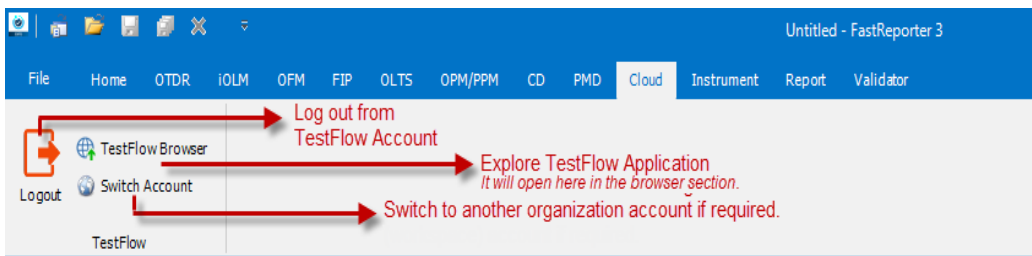 Untitled - FastReporter 3
File Home OTDR iOLM OFM FIP OLTS OPM/PPM CD PMD Cloud Instrument Report Validator
Log out from
TestFlow Account
TestFlow Browser
Explore TestFlow Application
It will open here in the browser section.
Logout
Switch Account
Switch to another organization account if required.
TestFlow